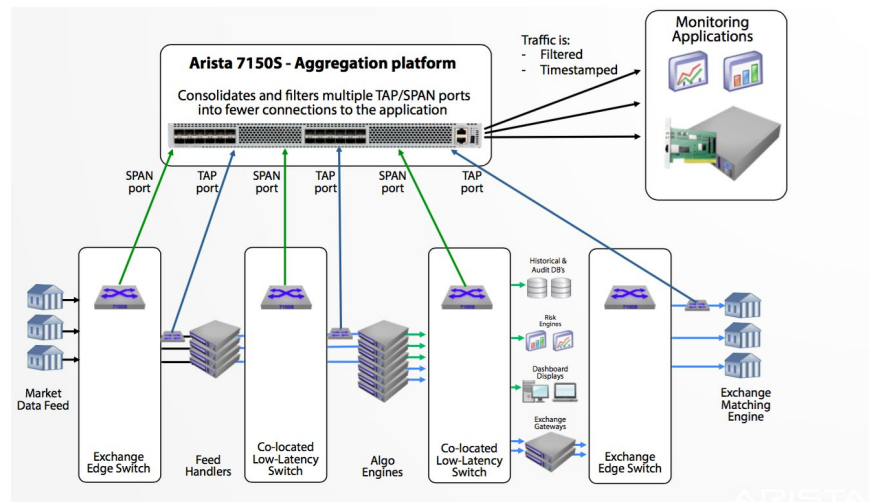 Monitoring
Applications
Traffic is:
- Filtered
- Timestamped
Arista 7150S - Aggregation platform
Consolidates and filters multiple TAP/SPAN ports
into fewer connections to the application
SPAN
port
TAP
port
SPAN
port
TAP
port
SPAN
port
TAP
port
Historical &
Audit DB's
Risk
Engines
Dashboard
Displays
Exchange
Gateways
Market
Data Feed
Exchange
Edge Switch
Feed
Handlers
Co-located
Low-Latency
Switch
Algo
Engines
Co-located
Low-Latency
Switch
Exchange
Edge Switch
Exchange
Matching
Engine
ARISTA